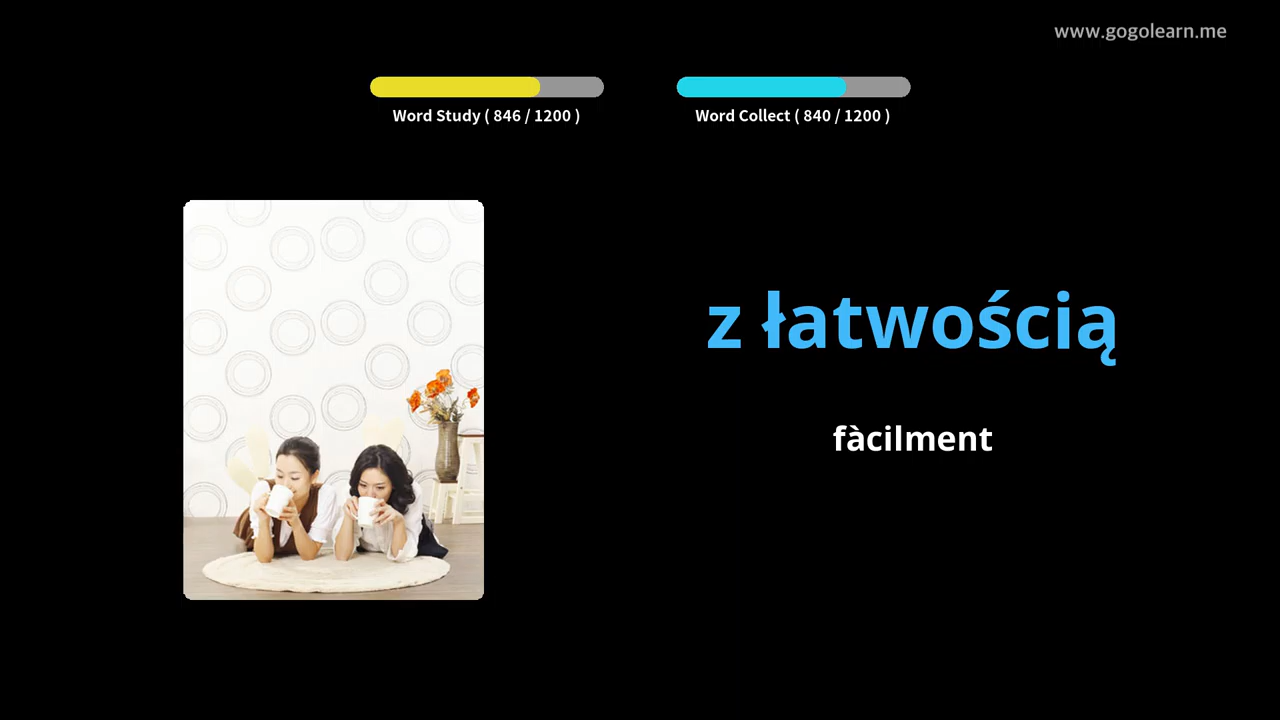 www.gogolearn.me
Word Study ( 846 / 1200 )
Word Collect ( 840 / 1200 )
z łatwością
fàcilment